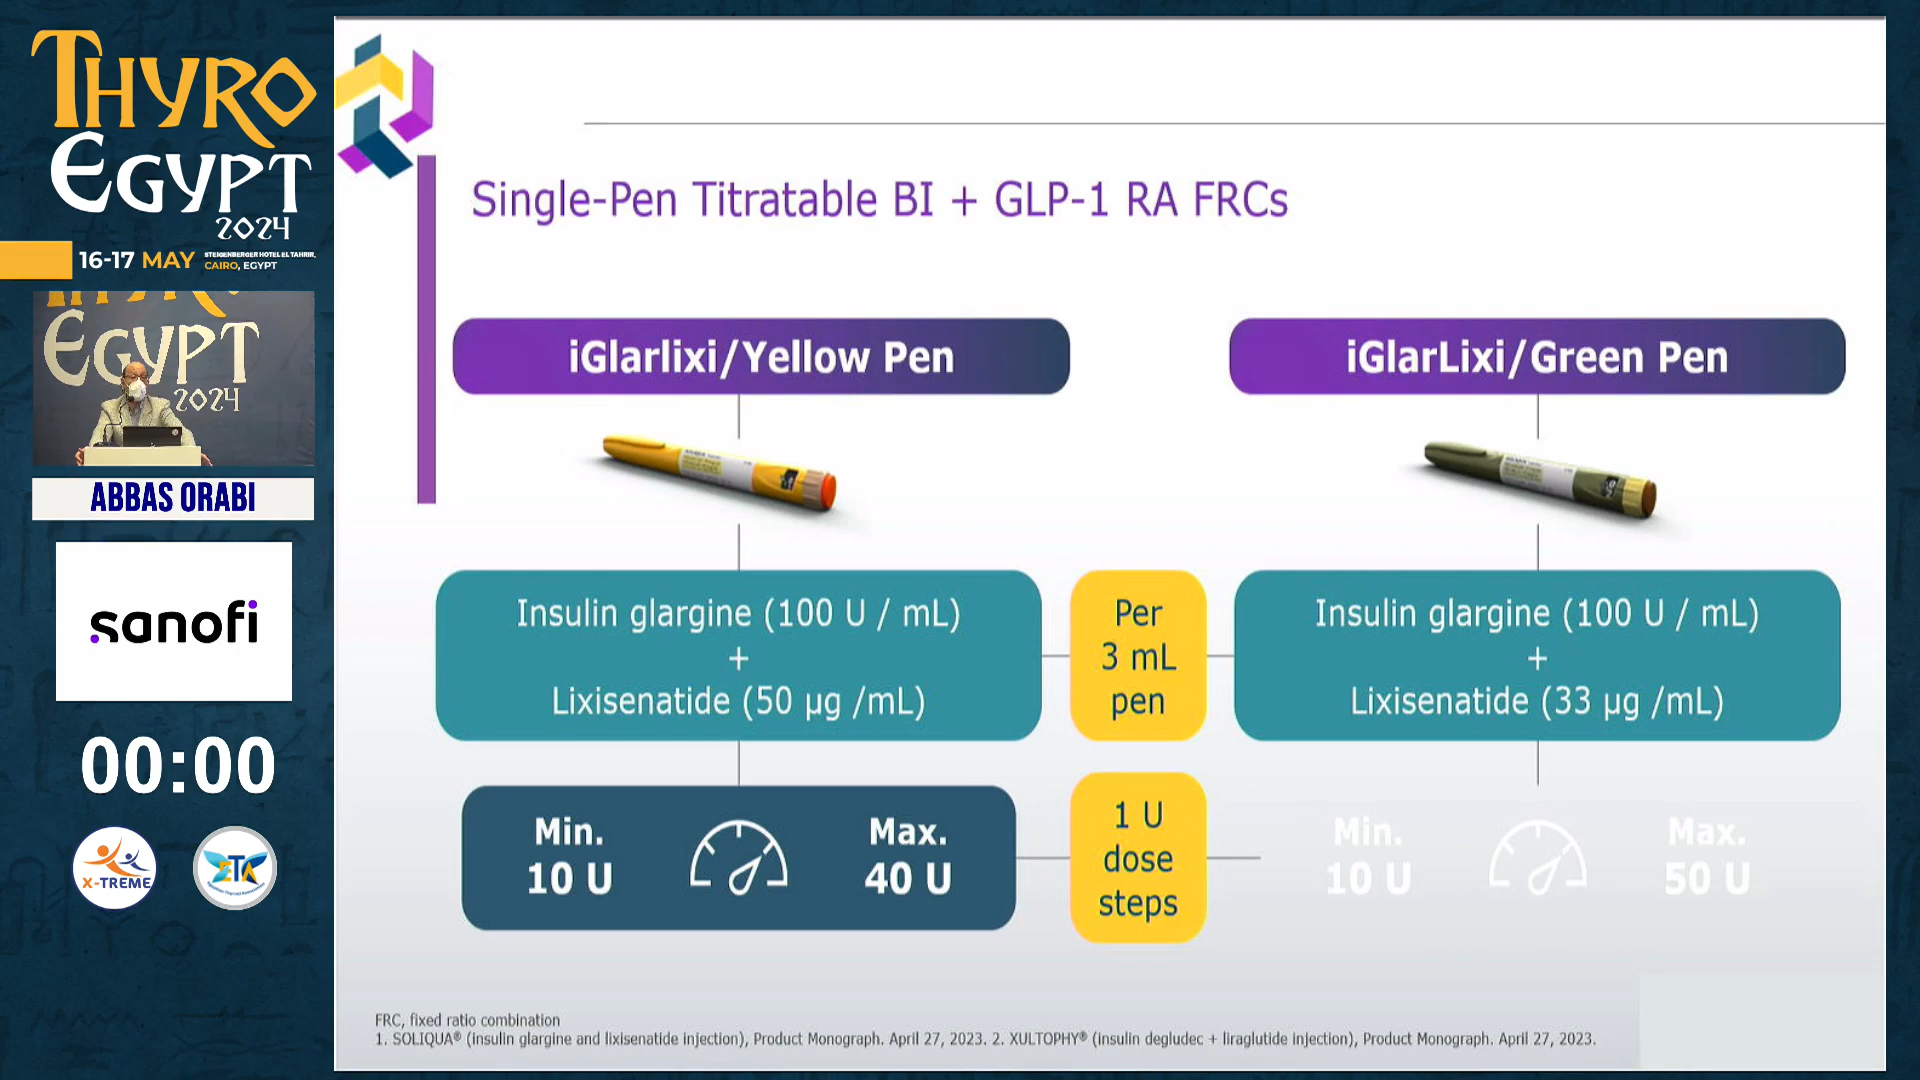 THYRO
EGYPT
2024
16-17 MAY
STEIGENBERGER HOTEL EL TAHRIR,
CAIRO, EGYPT
EGYPT
2024
ABBAS ORABI
sanofi
00:00
X-TREME
ETA
Single-Pen Titratable BI + GLP-1 RA FRCs
iGlarlixi/Yellow Pen
iGlarLixi/Green Pen
Insulin glargine (100 U / mL)
+
Lixisenatide (50 µg /mL)
Per
3 mL
pen
Insulin glargine (100 U / mL)
+
Lixisenatide (33 µg /mL)
Min.
10 U
Max.
40 U
1 U
dose
steps
Min.
10 U
Max.
50 U
FRC, fixed ratio combination
1. SOLIQUA® (insulin glargine and lixisenatide injection), Product Monograph. April 27, 2023. 2. XULTOPHY® (insulin degludec + liraglutide injection), Product Monograph. April 27, 2023.